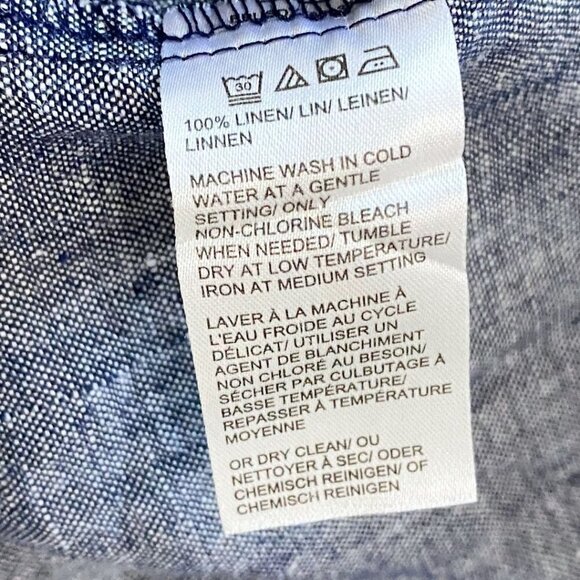 30
100% LINEN/ LIN/ LEINEN/
LINNEN
MACHINE WASH IN COLD
WATER AT A GENTLE
SETTING/ ONLY
NON-CHLORINE BLEACH
WHEN NEEDED/ TUMBLE
DRY AT LOW TEMPERATURE/
IRON AT MEDIUM SETTING
LAVER À LA MACHINE À
L'EAU FROIDE AU CYCLE
DÉLICAT/ UTILISER UN
AGENT DE BLANCHIMENT
NON CHLORÉ AU BESOIN/
SÉCHER PAR CULBUTAGE À
BASSE TEMPÉRATURE/
REPASSER À TEMPÉRATURE
MOYENNE
OR DRY CLEAN/ OU
NETTOYER À SEC/ ODER
CHEMISCH REINIGEN/ OF
CHEMISCH REINIGEN